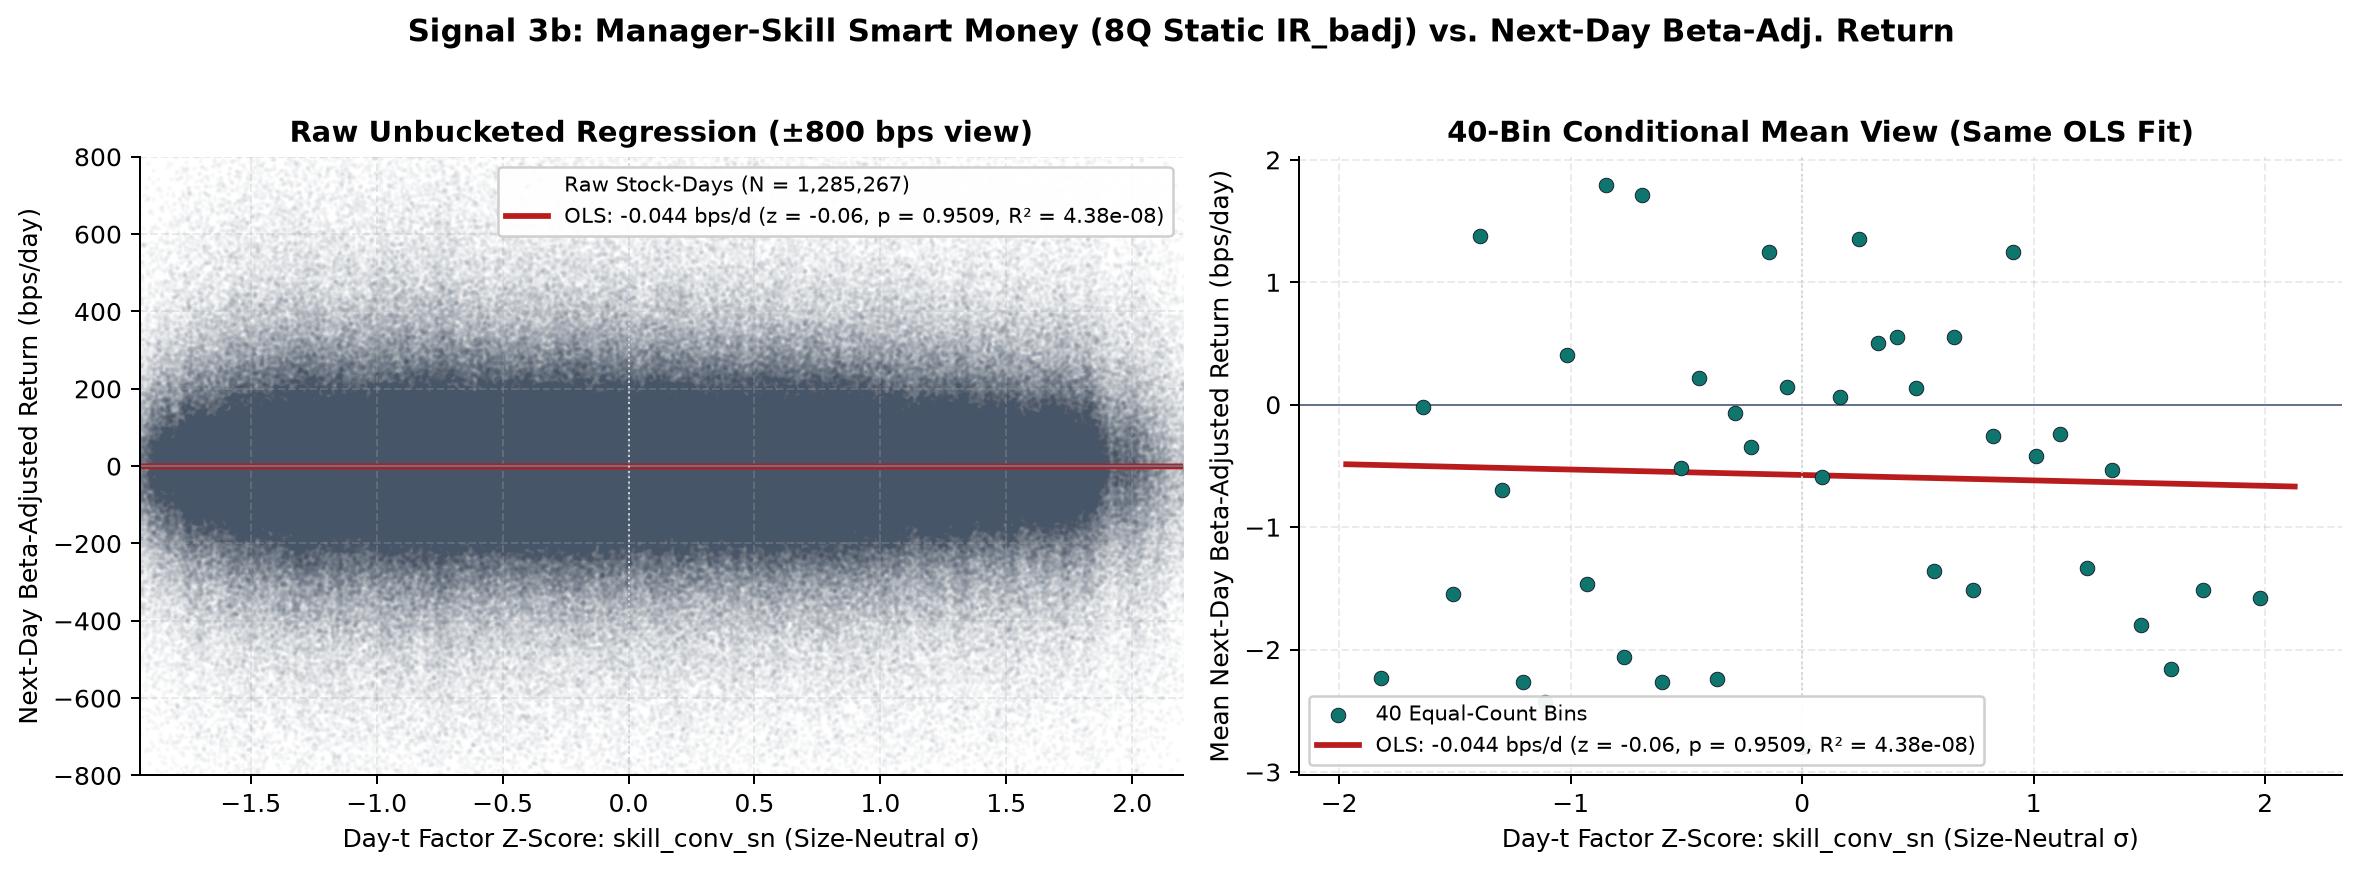 Signal 3b: Manager-Skill Smart Money (8Q Static IR_badj) vs. Next-Day Beta-Adj. Return
Raw Unbucketed Regression (±800 bps view)
Raw Stock-Days (N = 1,285,267)
OLS: -0.044 bps/d (z = -0.06, p = 0.9509, R² = 4.38e-08)
Next-Day Beta-Adjusted Return (bps/day)
800
600
400
200
0
−200
−400
−600
−800
−1.5
−1.0
−0.5
0.0
0.5
1.0
1.5
2.0
Day-t Factor Z-Score: skill_conv_sn (Size-Neutral σ)
40-Bin Conditional Mean View (Same OLS Fit)
Mean Next-Day Beta-Adjusted Return (bps/day)
2
1
0
−1
−2
−3
40 Equal-Count Bins
OLS: -0.044 bps/d (z = -0.06, p = 0.9509, R² = 4.38e-08)
−2
−1
0
1
2
Day-t Factor Z-Score: skill_conv_sn (Size-Neutral σ)